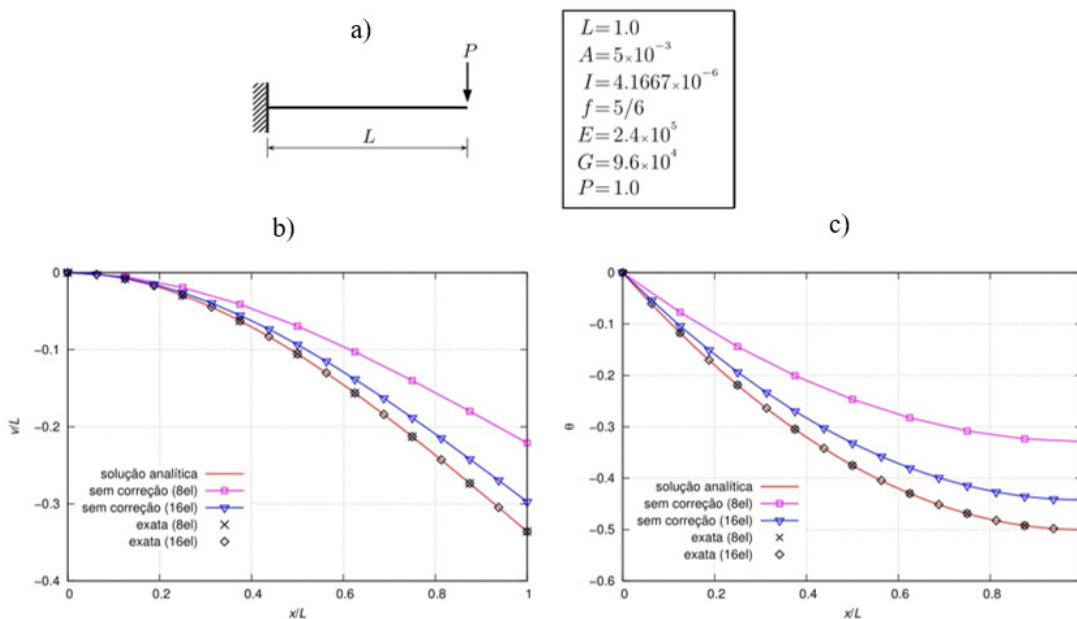 a)
P
L
L=1.0
A=5×10⁻³
I=4.1667×10⁻⁶
f=5/6
E=2.4×10⁵
G=9.6×10⁴
P=1.0
b)
0
−0.1
−0.2
−0.3
−0.4
v/L
solução analítica
sem correção (8el)
sem correção (16el)
exata (8el)
exata (16el)
0 0.2 0.4 0.6 0.8 1
x/L
c)
0
−0.1
−0.2
−0.3
−0.4
−0.5
−0.6
θ
solução analítica
sem correção (8el)
sem correção (16el)
exata (8el)
exata (16el)
0 0.2 0.4 0.6 0.8
x/L